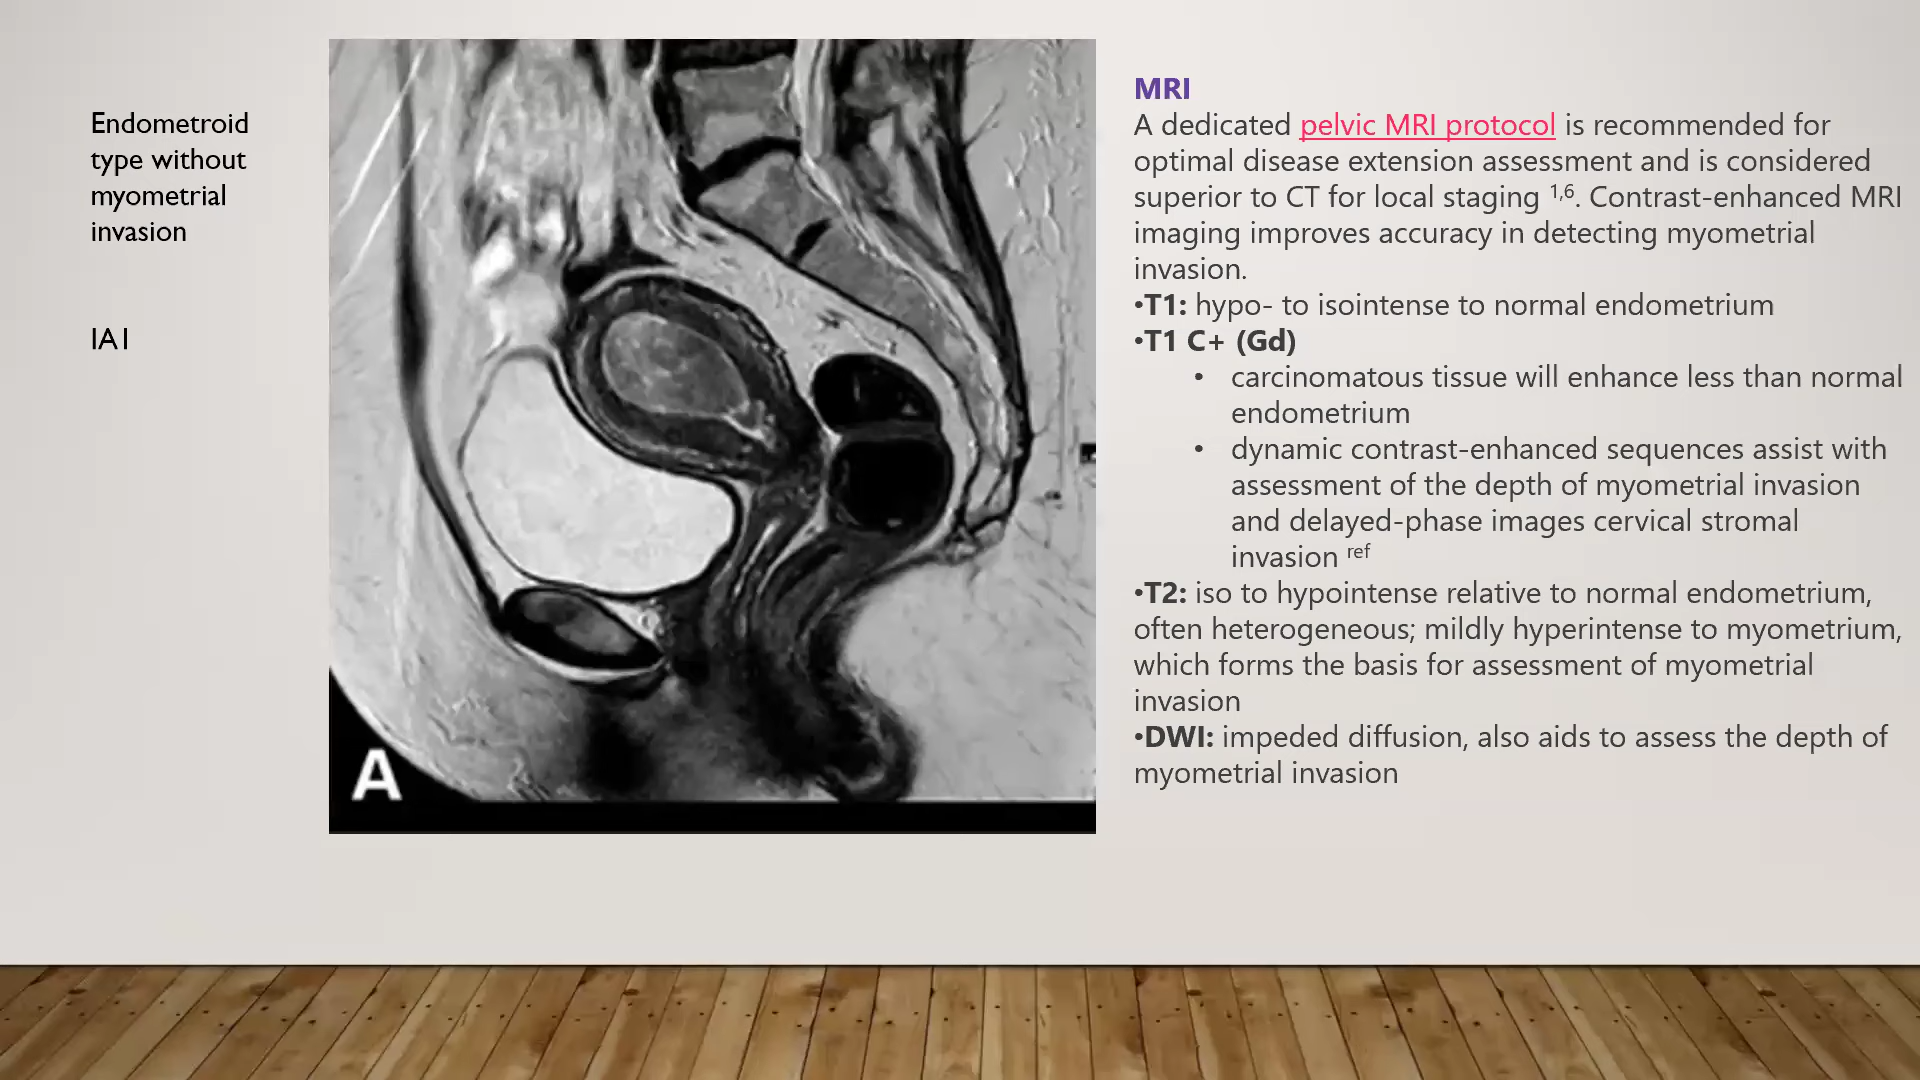 Endometroid
type without
myometrial
invasion
IA1
A
MRI
A dedicated pelvic MRI protocol is recommended for
optimal disease extension assessment and is considered
superior to CT for local staging 1,6. Contrast-enhanced MRI
imaging improves accuracy in detecting myometrial
invasion.
•T1: hypo- to isointense to normal endometrium
•T1 C+ (Gd)
• carcinomatous tissue will enhance less than normal
endometrium
• dynamic contrast-enhanced sequences assist with
assessment of the depth of myometrial invasion
and delayed-phase images cervical stromal
invasion ref
•T2: iso to hypointense relative to normal endometrium,
often heterogeneous; mildly hyperintense to myometrium,
which forms the basis for assessment of myometrial
invasion
•DWI: impeded diffusion, also aids to assess the depth of
myometrial invasion